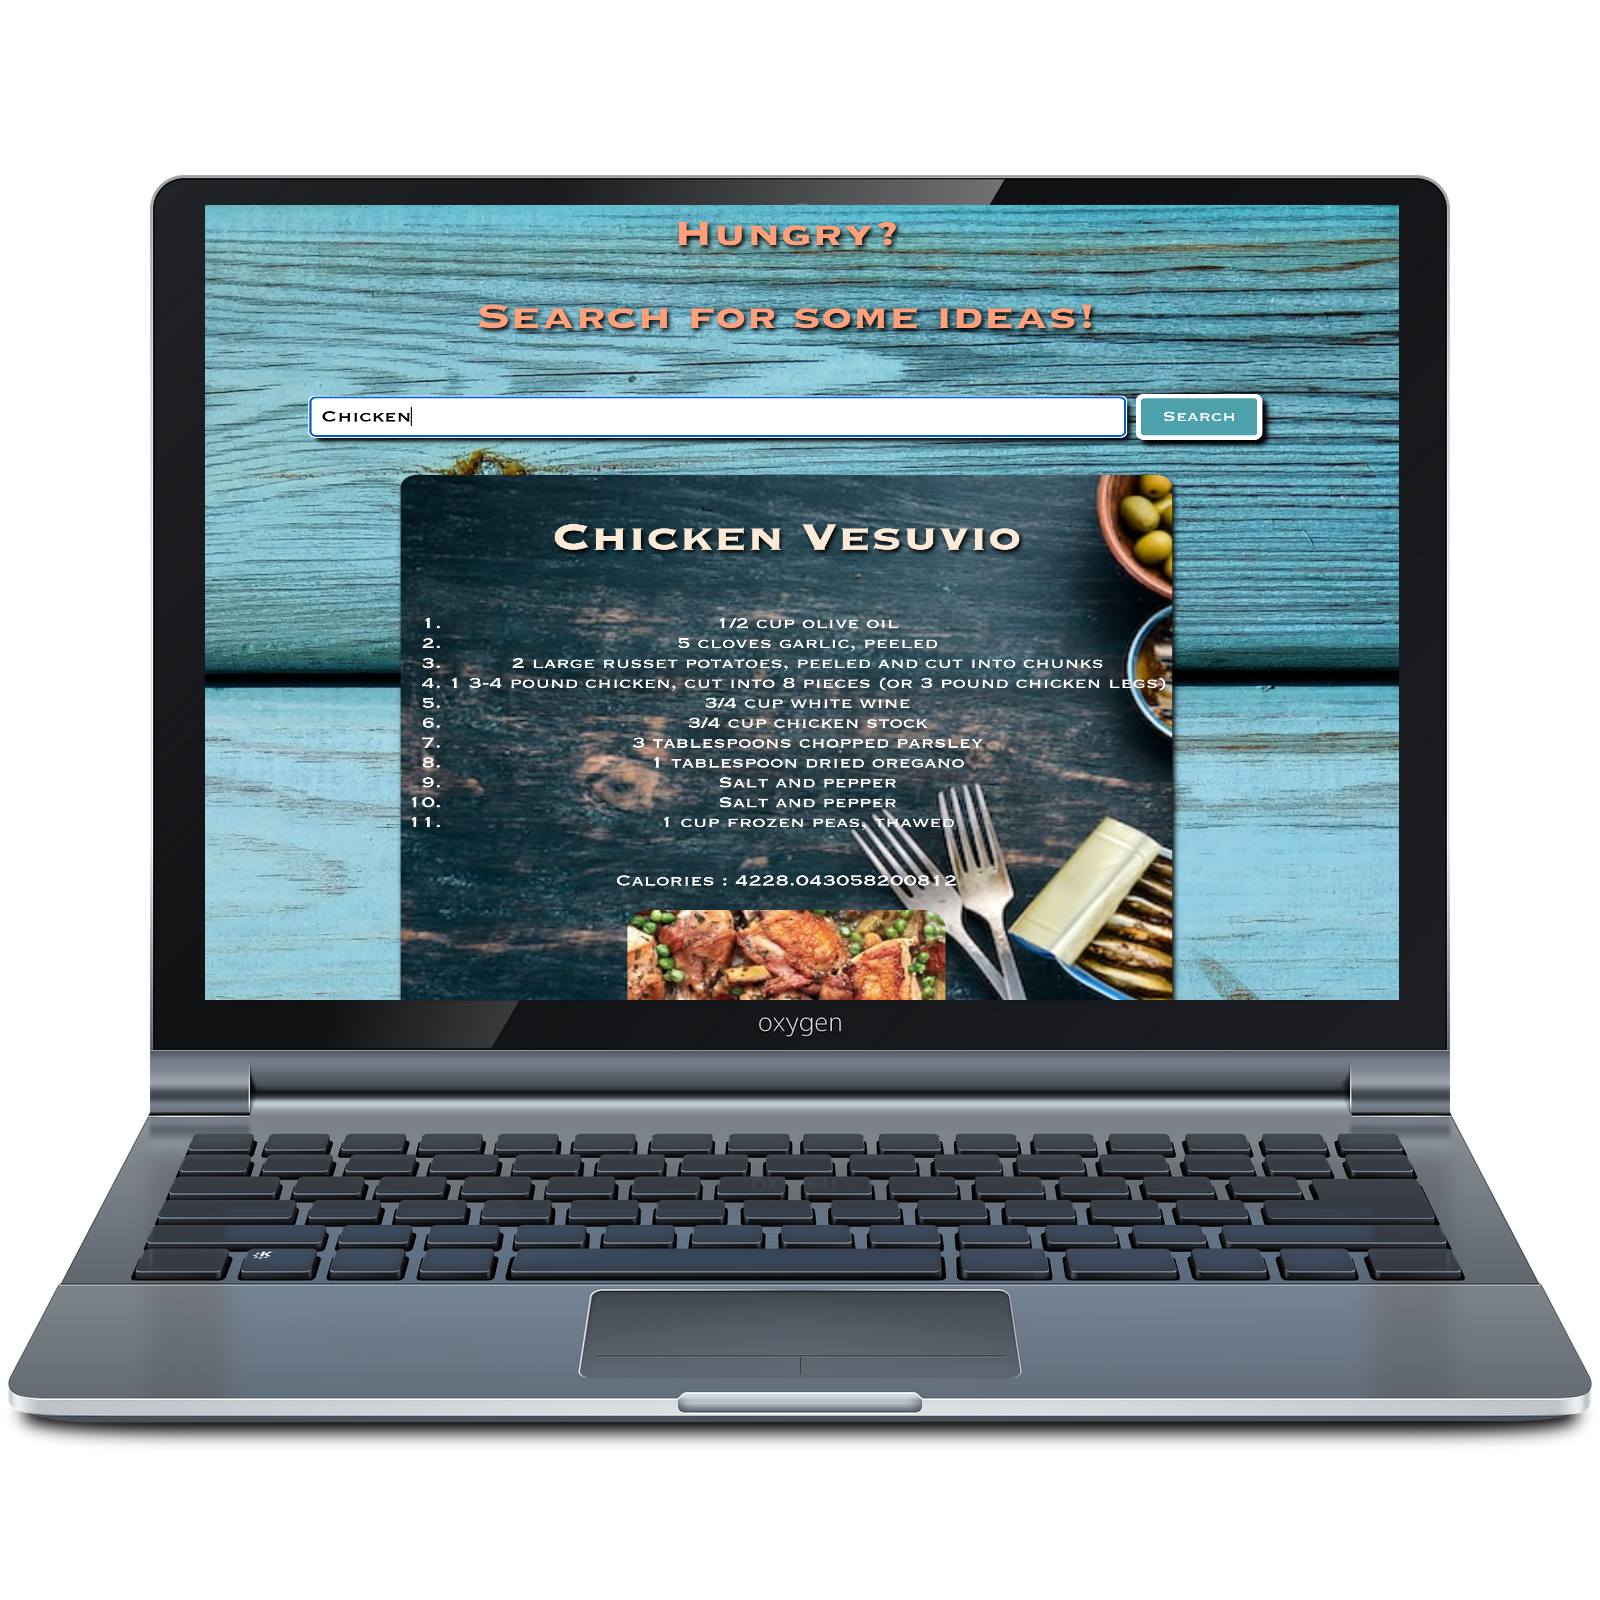 Hungry?
Search for some ideas!
Chicken
Search
Chicken Vesuvio
1. 1/2 cup olive oil
2. 5 cloves garlic, peeled
3. 2 large russet potatoes, peeled and cut into chunks
4. 1 3-4 pound chicken, cut into 8 pieces (or 3 pound chicken legs)
5. 3/4 cup white wine
6. 3/4 cup chicken stock
7. 3 tablespoons chopped parsley
8. 1 tablespoon dried oregano
9. Salt and pepper
10. Salt and pepper
11. 1 cup frozen peas, thawed
Calories : 4228.043058200812
oxygen